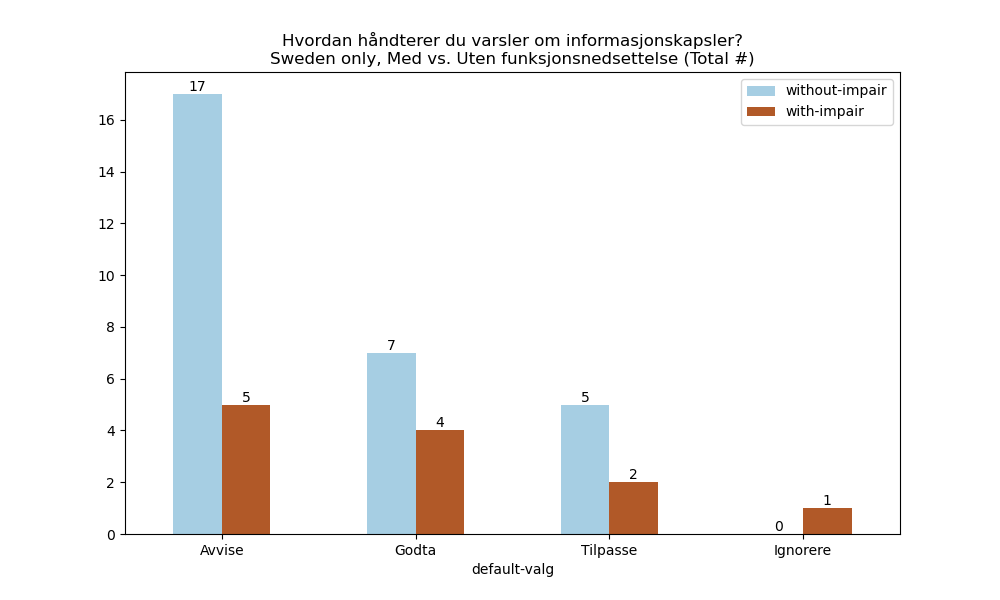 Hvordan håndterer du varsler om informasjonskapsler?
Sweden only, Med vs. Uten funksjonsnedsettelse (Total #)
without-impair
with-impair
17
5
7
4
5
2
0
1
16
14
12
10
8
6
4
2
0
Avvise
Godta
Tilpasse
Ignorere
default-valg